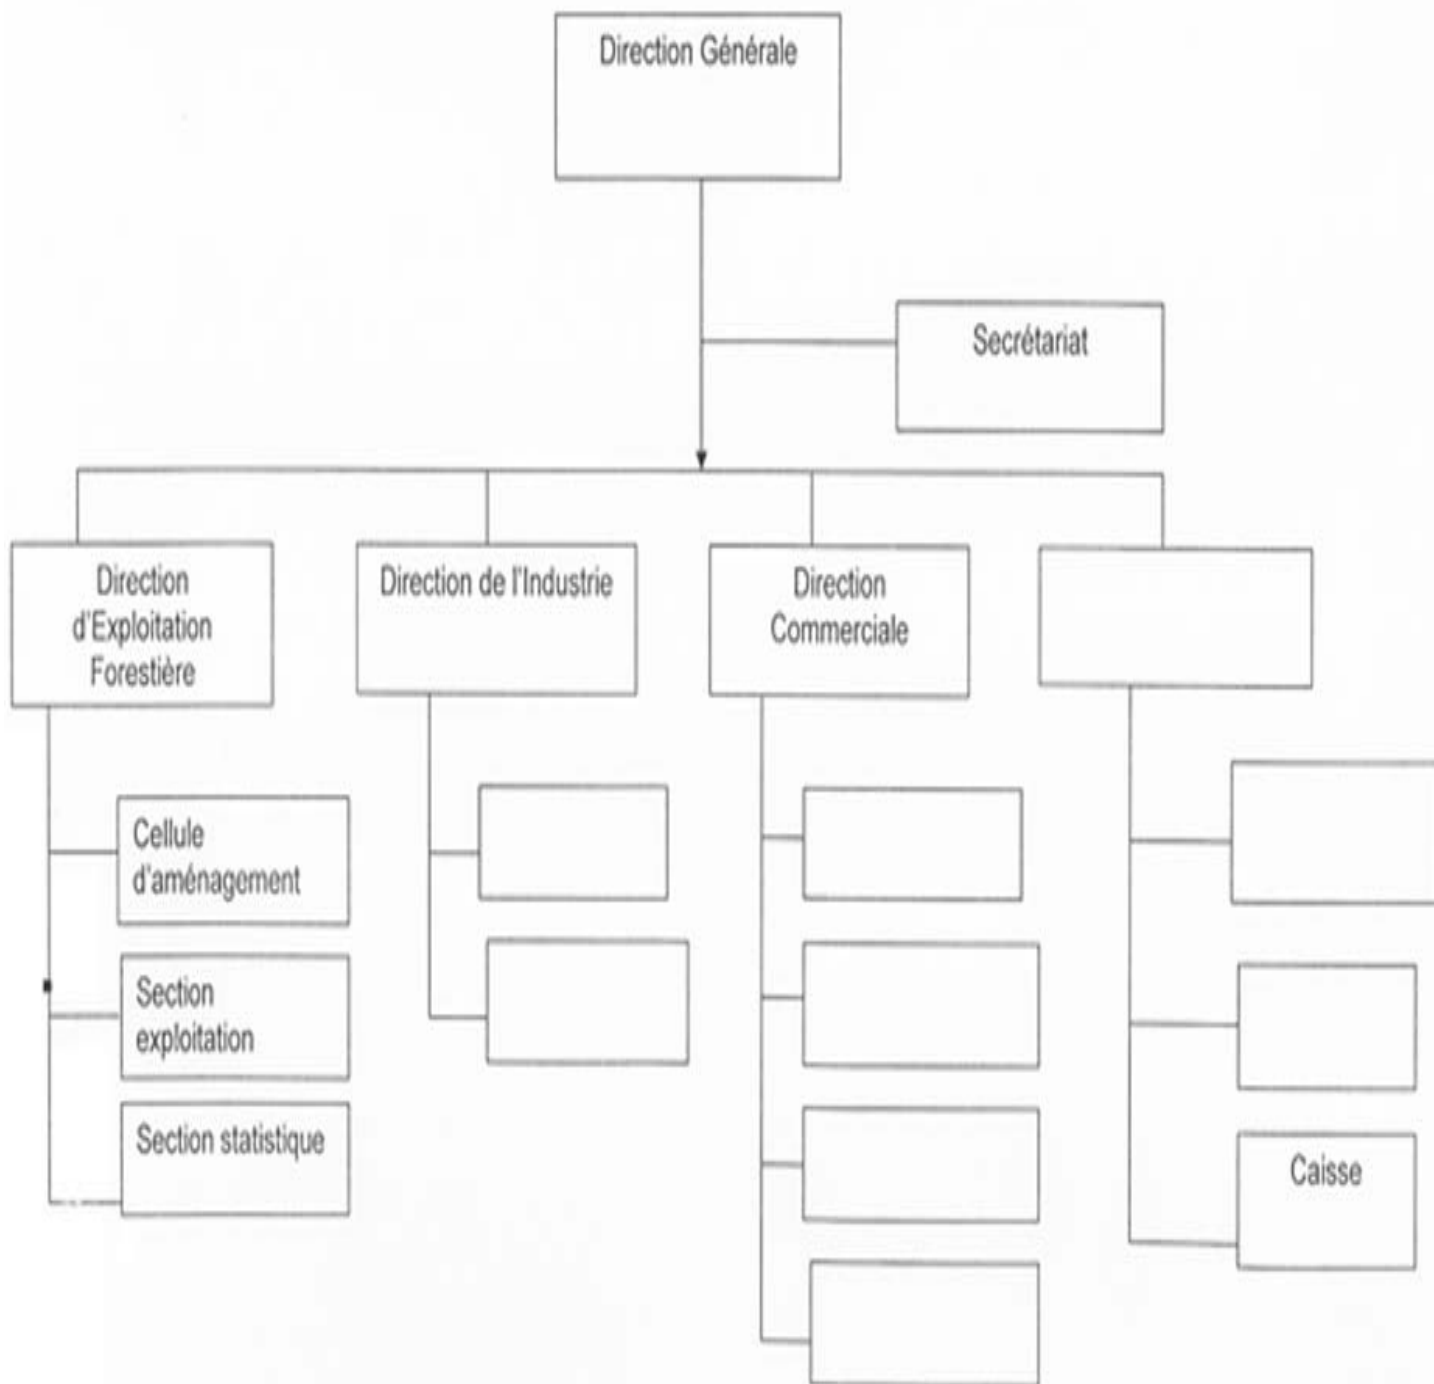 Direction Générale
Secrétariat
Direction
d'Exploitation
Forestière
Direction de l'Industrie
Direction
Commerciale
Cellule
d'aménagement
Section
exploitation
Section statistique
Caisse